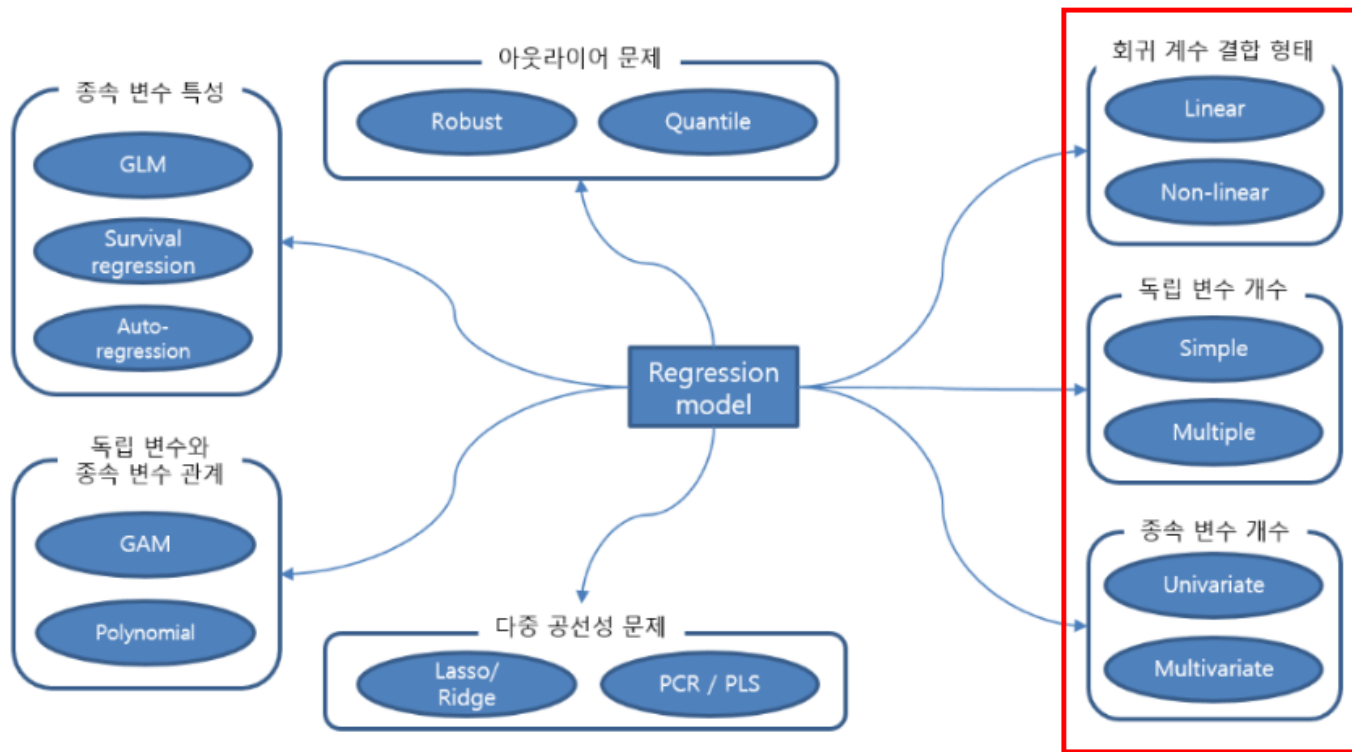 종속 변수 특성
GLM
Survival
regression
Auto-
regression
독립 변수와
종속 변수 관계
GAM
Polynomial
아웃라이어 문제
Robust
Quantile
Regression
model
다중 공선성 문제
Lasso/
Ridge
PCR / PLS
회귀 계수 결합 형태
Linear
Non-linear
독립 변수 개수
Simple
Multiple
종속 변수 개수
Univariate
Multivariate